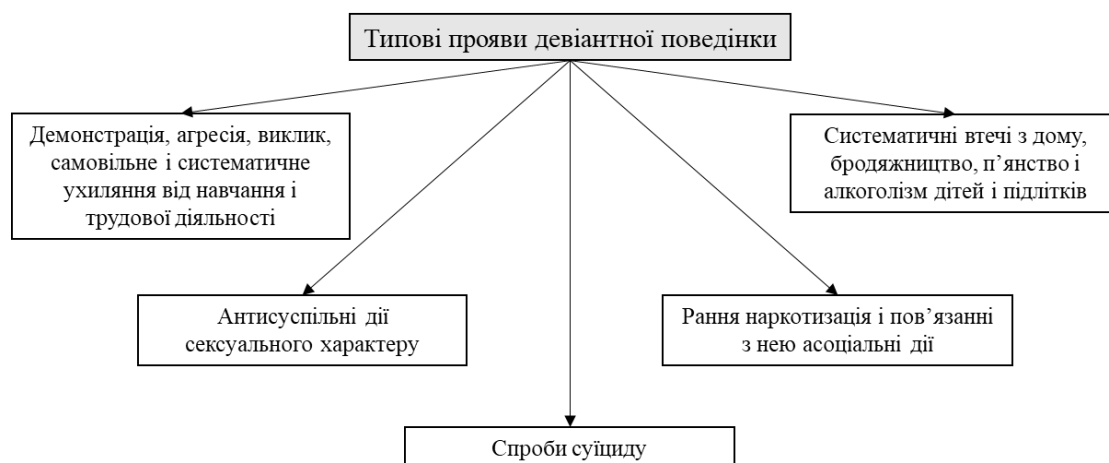 Типові прояви девіантної поведінки
Демонстрація, агресія, виклик,
самовільне і систематичне
ухиляння від навчання і
трудової діяльності
Систематичні втечі з дому,
бродяжництво, п’янство і
алкоголізм дітей і підлітків
Антисуспільні дії
сексуального характеру
Рання наркотизація і пов’язанні
з нею асоціальні дії
Спроби суїциду